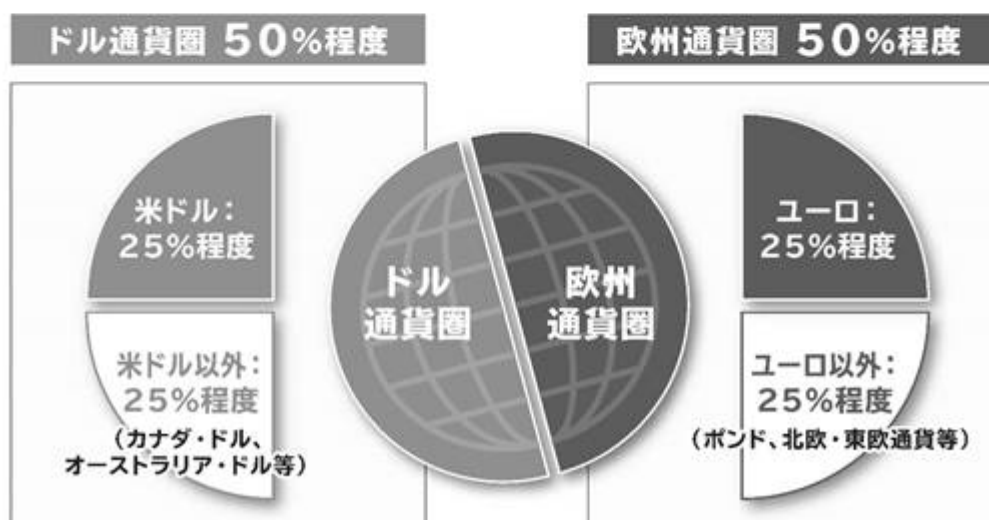 ドル通貨圏 50%程度
欧州通貨圏 50%程度
米ドル:
25%程度
米ドル以外:
25%程度
(カナダ・ドル、
オーストラリア・ドル等)
ドル
通貨圏
欧州
通貨圏
ユーロ:
25%程度
ユーロ以外:
25%程度
(ポンド、北欧・東欧通貨等)